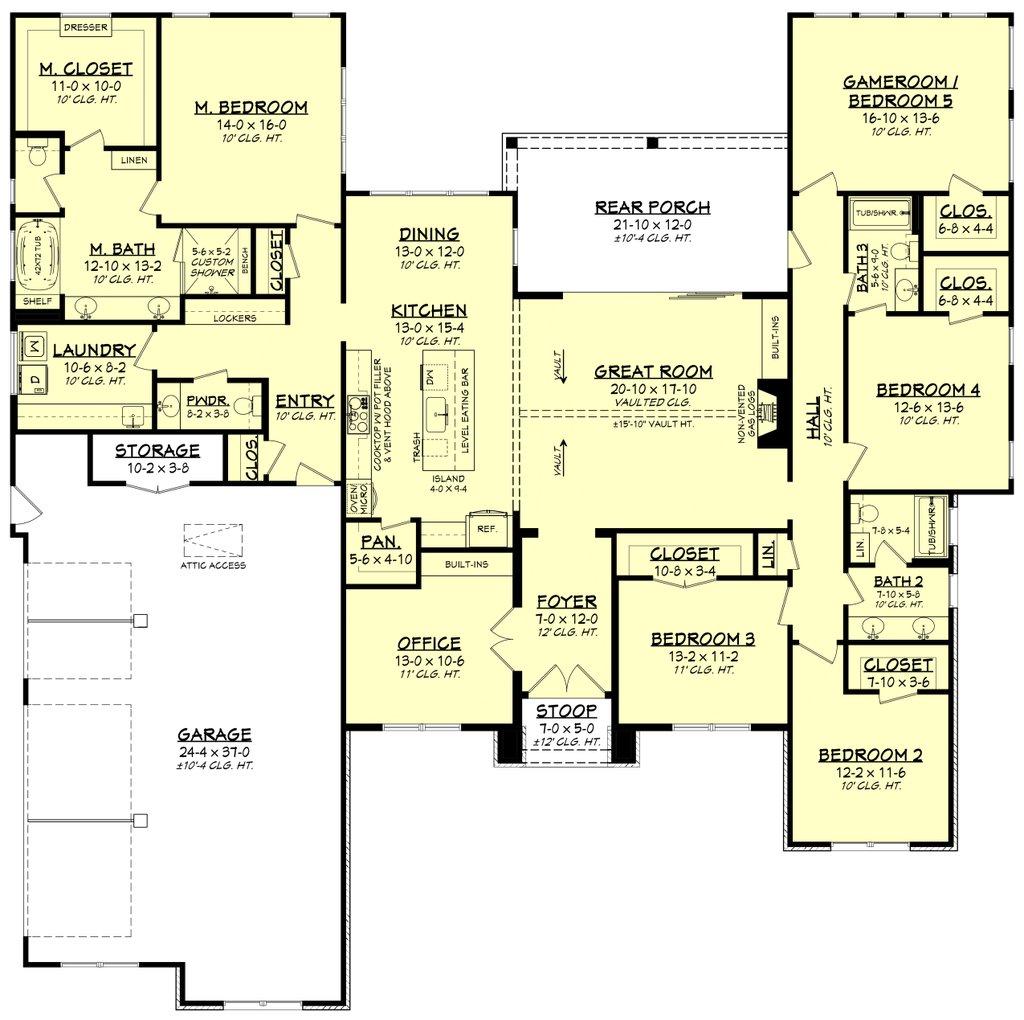 DRESSER
M. CLOSET
11-0 x 10-0
10' CLG. HT.
M. BEDROOM
14-0 x 16-0
10' CLG. HT.
GAMEROOM /
BEDROOM 5
16-10 x 13-6
10' CLG. HT.
LINEN
M. BATH
12-10 x 13-2
10' CLG. HT.
42X72 TUB
SHELF
5-6 x 5-2
CUSTOM
SHOWER
BENCH
CLOSET
LOCKERS
DINING
13-0 x 12-0
10' CLG. HT.
REAR PORCH
21-10 x 12-0
±10'-4 CLG. HT.
TUB/SHWR.
BATH 3
5-6 x 9-0
10' CLG. HT.
CLOS.
6-8 x 4-4
CLOS.
6-8 x 4-4
KITCHEN
13-0 x 15-4
10' CLG. HT.
COOKTOP W/ POT FILLER
& VENT HOOD ABOVE
DW
TRASH
LEVEL EATING BAR
ISLAND
4-0 x 9-4
OVEN/
MICRO.
REF.
M
D
LAUNDRY
10-6 x 8-2
10' CLG. HT.
PWDR.
8-2 x 3-8
ENTRY
10' CLG. HT.
CLOS.
STORAGE
10-2 x 3-8
VAULT
GREAT ROOM
20-10 x 17-10
VAULTED CLG.
±15'-10" VAULT HT.
VAULT
BUILT-INS
NON-VENTED
GAS LOGS
HALL
10' CLG. HT.
BEDROOM 4
12-6 x 13-6
10' CLG. HT.
ATTIC ACCESS
PAN.
5-6 x 4-10
BUILT-INS
CLOSET
10-8 x 3-4
LIN.
LIN.
7-8 x 5-4
TUB/SHWR.
BATH 2
7-10 x 5-8
10' CLG. HT.
OFFICE
13-0 x 10-6
11' CLG. HT.
FOYER
7-0 x 12-0
12' CLG. HT.
BEDROOM 3
13-2 x 11-2
11' CLG. HT.
CLOSET
7-10 x 3-6
STOOP
7-0 x 5-0
±12' CLG. HT.
GARAGE
24-4 x 37-0
±10'-4 CLG. HT.
BEDROOM 2
12-2 x 11-6
10' CLG. HT.